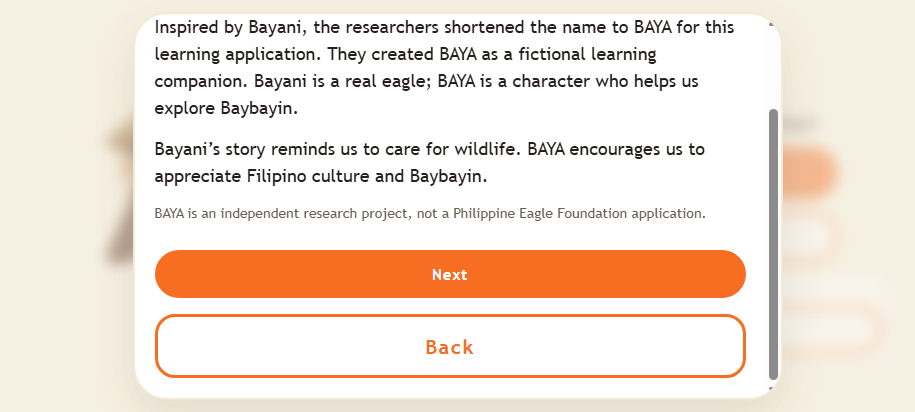 Inspired by Bayani, the researchers shortened the name to BAYA for this
learning application. They created BAYA as a fictional learning
companion. Bayani is a real eagle; BAYA is a character who helps us
explore Baybayin.
Bayani’s story reminds us to care for wildlife. BAYA encourages us to
appreciate Filipino culture and Baybayin.
BAYA is an independent research project, not a Philippine Eagle Foundation application.
Next
Back